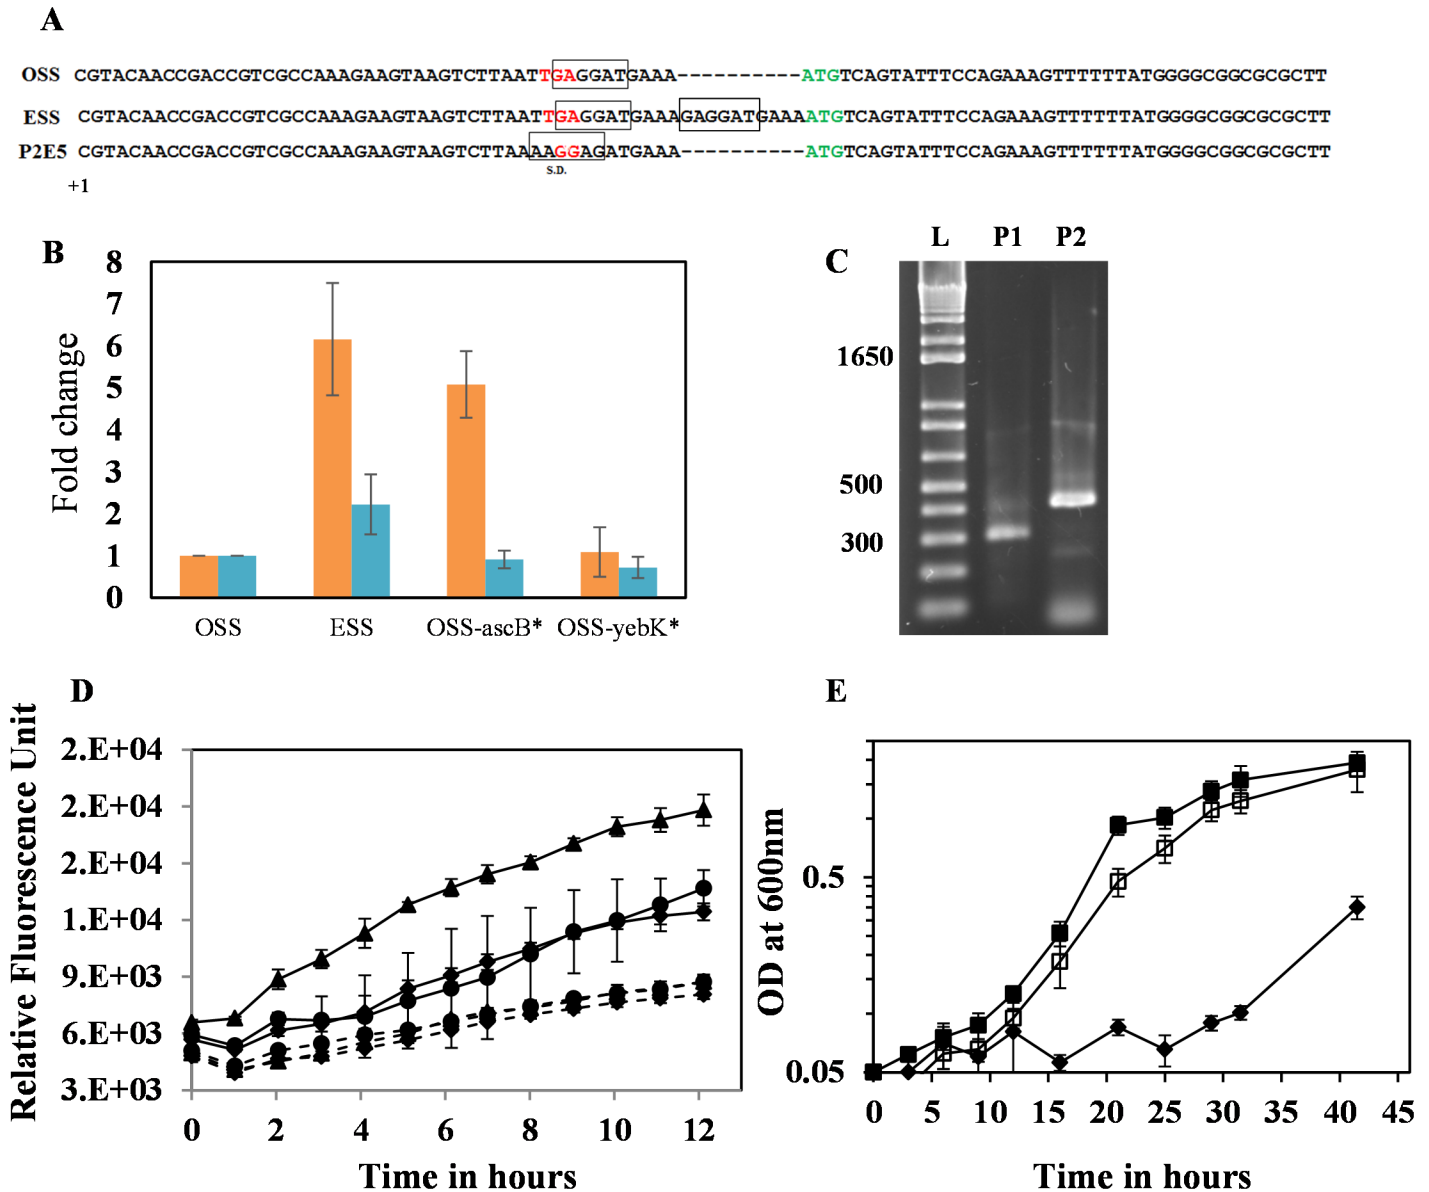 A
OSS CGTACAACCGACCGTCGCCAAAGAAGTAAGTCTTAATTGAGGATGAAA----------ATGTCAGTATTTCCAGAAAGTTTTTTATGGGGCGGCGCGCTT
ESS CGTACAACCGACCGTCGCCAAAGAAGTAAGTCTTAATTGAGGATGAAAGAGGATGAAAATGTCAGTATTTCCAGAAAGTTTTTTATGGGGCGGCGCGCTT
P2E5 CGTACAACCGACCGTCGCCAAAGAAGTAAGTCTTAAAAGGAGATGAAA----------ATGTCAGTATTTCCAGAAAGTTTTTTATGGGGCGGCGCGCTT
S.D.
+1
B
Fold change
8
7
6
5
4
3
2
1
0
OSS ESS OSS-ascB* OSS-yebK*
C
L P1 P2
1650
500
300
D
Relative Fluorescence Unit
2.E+04
2.E+04
2.E+04
1.E+04
9.E+03
6.E+03
3.E+03
0 2 4 6 8 10 12
Time in hours
E
OD at 600nm
0.5
0.05
0 5 10 15 20 25 30 35 40 45
Time in hours